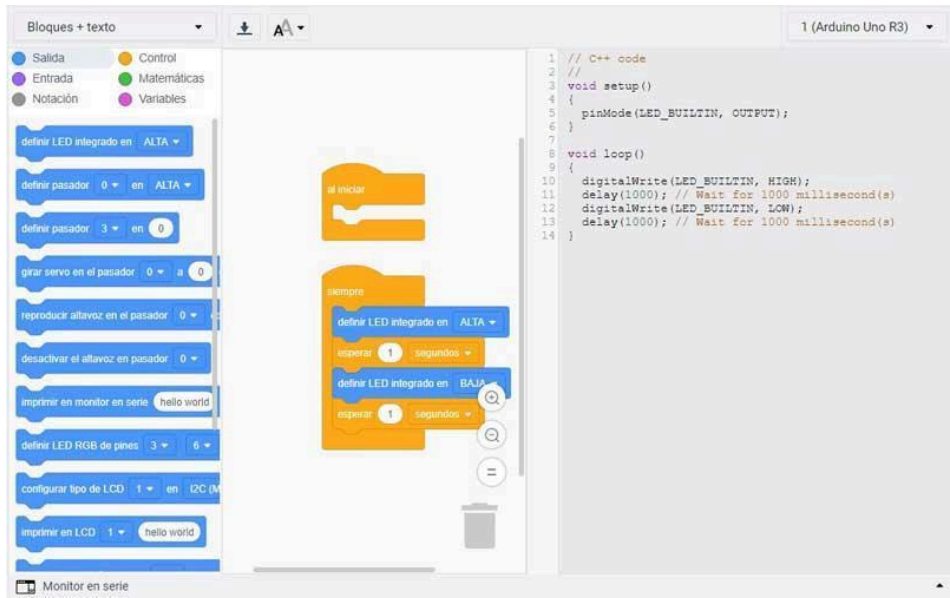 Bloques + texto
1 (Arduino Uno R3)
Salida
Control
Entrada
Matemáticas
Notación
Variables
definir LED integrado en ALTA
definir pasador 0 en ALTA
definir pasador 3 en 0
girar servo en el pasador 0 a 0
reproducir altavoz en el pasador 0
desactivar el altavoz en pasador 0
imprimir en monitor en serie hello world
definir LED RGB de pines 3 6
configurar tipo de LCD 1 en I2C (M
imprimir en LCD 1 hello world
al iniciar
siempre
definir LED integrado en ALTA
esperar 1 segundos
definir LED integrado en BAJA
esperar 1 segundos
1 // C++ code
2 //
3 void setup()
4 {
5 pinMode(LED_BUILTIN, OUTPUT);
6 }
7
8 void loop()
9 {
10 digitalWrite(LED_BUILTIN, HIGH);
11 delay(1000); // Wait for 1000 millisecond(s)
12 digitalWrite(LED_BUILTIN, LOW);
13 delay(1000); // Wait for 1000 millisecond(s)
14 }
Monitor en serie